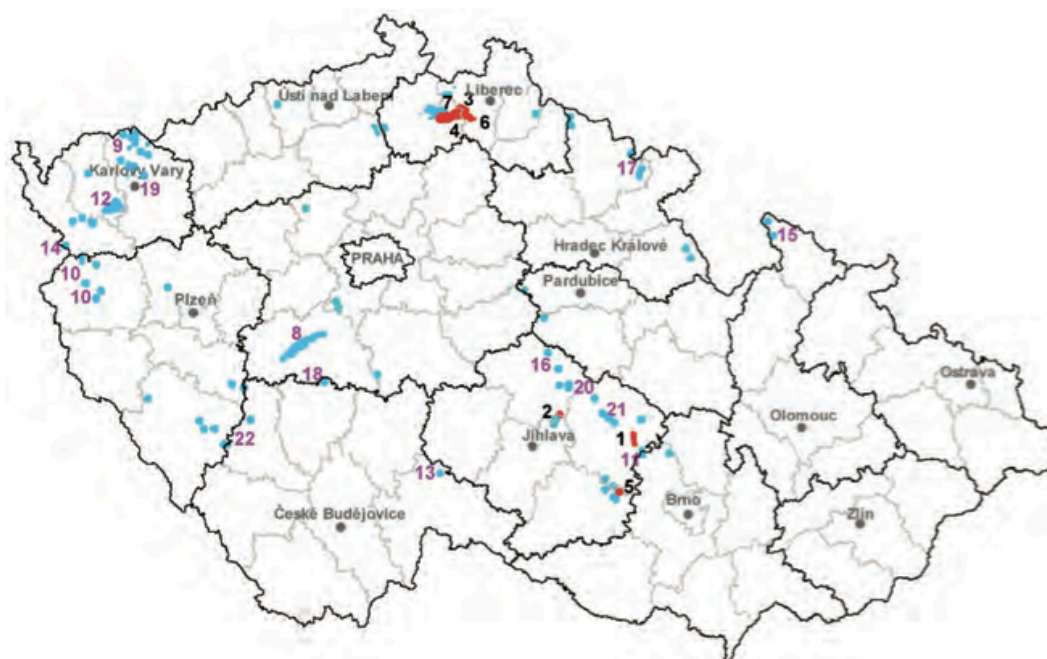 Ústí nad Labem
Liberec
7
3
4
6
9
Karlovy Vary
19
12
17
14
15
Hradec Králové
PRAHA
10
Pardubice
10
Plzeň
8
16
18
20
Ostrava
2
21
Olomouc
22
Jihlava
1
11
13
5
Brno
České Budějovice
Zlín